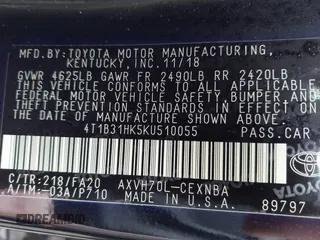 MFD.BY:TOYOTA MOTOR MANUFACTURING,
KENTUCKY,INC.11/18
GVWR 4625LB GAWR FR 2490LB RR 2420LB
THIS VEHICLE CONFORMS TO ALL APPLICABLE
FEDERAL MOTOR VEHICLE SAFETY, BUMPER, AND
THEFT PREVENTION STANDARDS IN EFFECT ON
THE DATE OF MANUFACTURE SHOWN ABOVE.
4T1B31HK5KU510055 PASS.CAR
C/TR:218/FA20 AXVH70L-CEXNBA
A/TM:-03A/P710 MADE IN U.S.A.
TOYOTA
89797